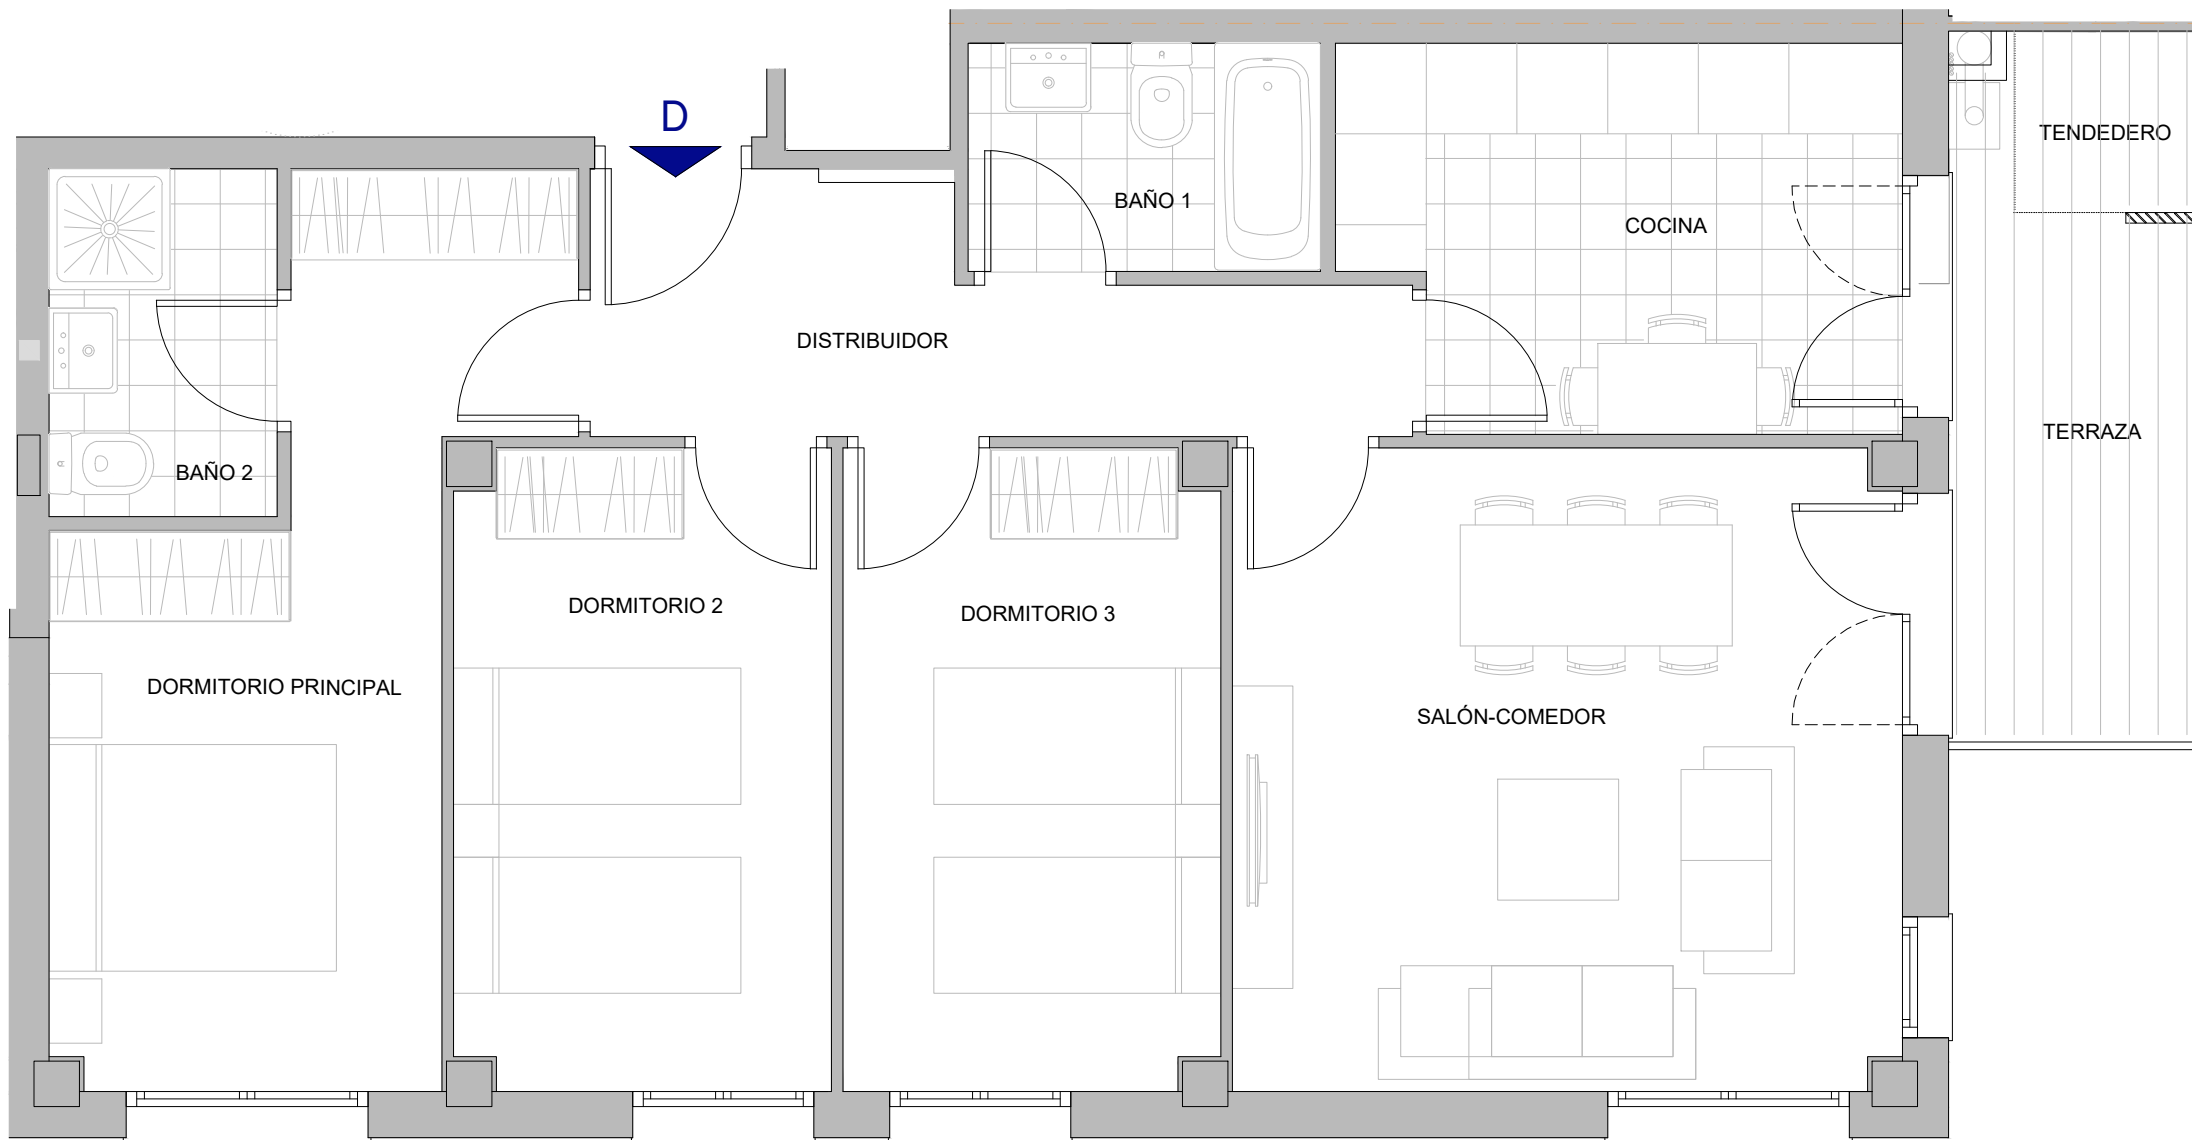 D
TENDEDERO
BAÑO 1
COCINA
DISTRIBUIDOR
TERRAZA
BAÑO 2
DORMITORIO 2
DORMITORIO 3
DORMITORIO PRINCIPAL
SALÓN-COMEDOR